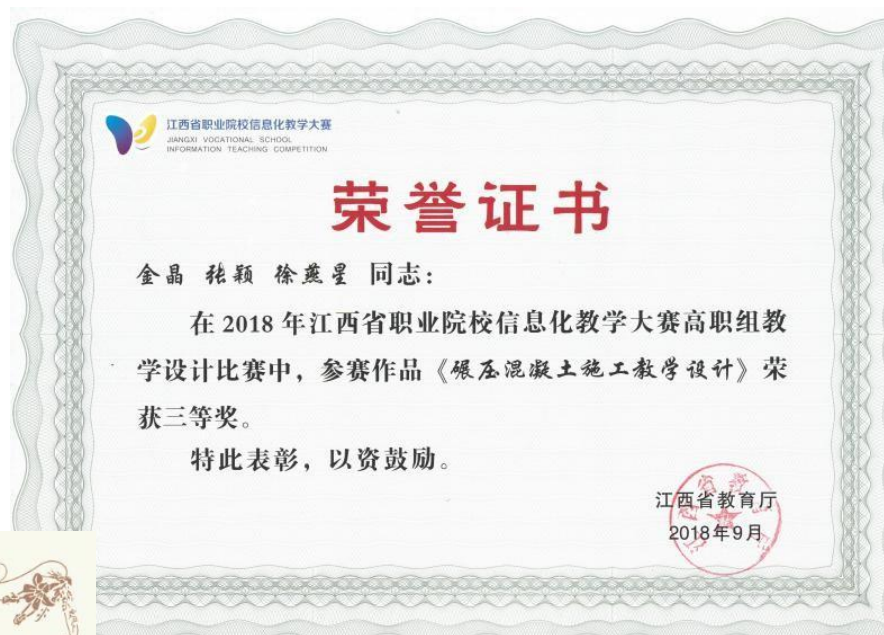 江西省职业院校信息化教学大赛
JIANGXI VOCATIONAL SCHOOL
INFORMATION TEACHING COMPETITION
荣誉证书
金晶 张颖 徐燕星 同志：
在 2018 年江西省职业院校信息化教学大赛高职组教
学设计比赛中，参赛作品《碾压混凝土施工教学设计》荣
获三等奖。
特此表彰，以资鼓励。
江西省教育厅
2018年9月